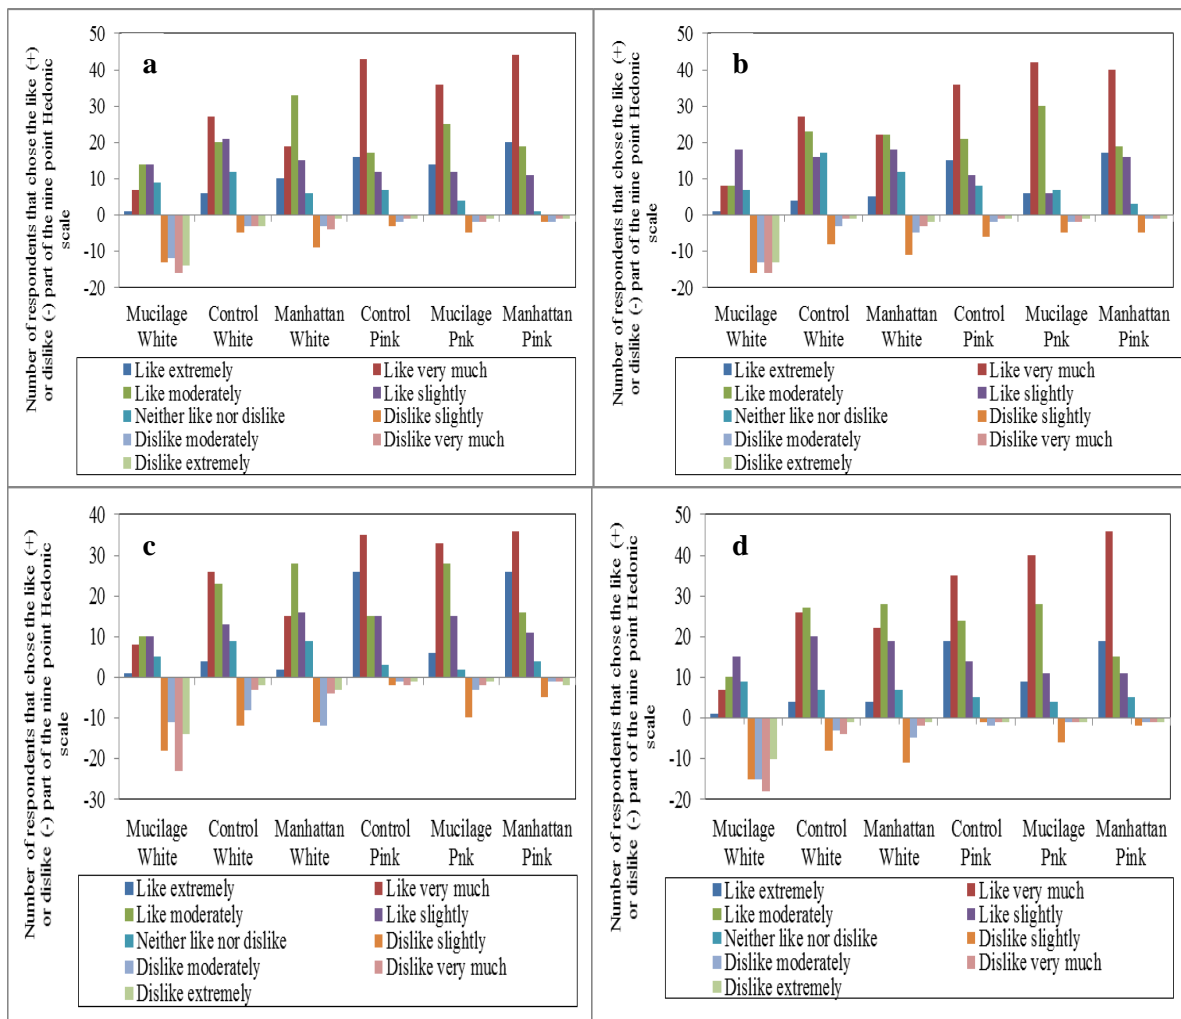 Number of respondents that chose the like (+)
or dislike (-) part of the nine point Hedonic
scale
a
50
40
30
20
10
0
-10
-20
Mucilage Control Manhattan Control Mucilage Manhattan
White White White Pink Pnk Pink
Like extremely Like very much
Like moderately Like slightly
Neither like nor dislike Dislike slightly
Dislike moderately Dislike very much
Dislike extremely
Number of respondents that chose the like (+)
or dislike (-) part of the nine point Hedonic
scale
b
50
40
30
20
10
0
-10
-20
Mucilage Control Manhattan Control Mucilage Manhattan
White White White Pink Pnk Pink
Like extremely Like very much
Like moderately Like slightly
Neither like nor dislike Dislike slightly
Dislike moderately Dislike very much
Dislike extremely
Number of respondents that chose the like (+)
or dislike (-) part of the nine point Hedonic
scale
c
40
30
20
10
0
-10
-20
-30
Mucilage Control Manhattan Control Mucilage Manhattan
White White White Pink Pnk Pink
Like extremely Like very much
Like moderately Like slightly
Neither like nor dislike Dislike slightly
Dislike moderately Dislike very much
Dislike extremely
Number of respondents that chose the like (+)
or dislike (-) part of the nine point Hedonic
scale
d
50
40
30
20
10
0
-10
-20
Mucilage Control Manhattan Control Mucilage Manhattan
White White White Pink Pnk Pink
Like extremely Like very much
Like moderately Like slightly
Neither like nor dislike Dislike slightly
Dislike moderately Dislike very much
Dislike extremely